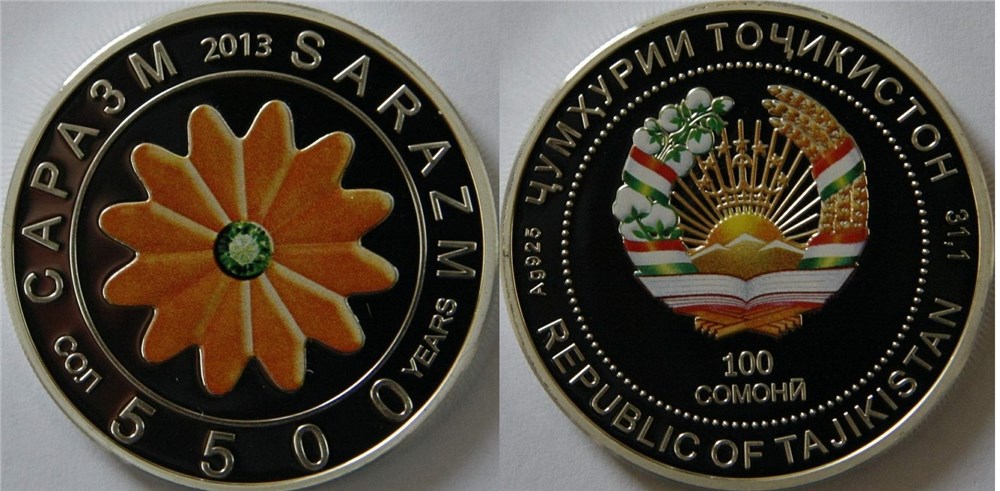 САРАЗМ 2013 SARAZM
СОЛ 5500 YEARS
ҶУМҲУРИИ ТОҶИКИСТОН
Ag925
31,1
100
СОМОНӢ
REPUBLIC OF TAJIKISTAN